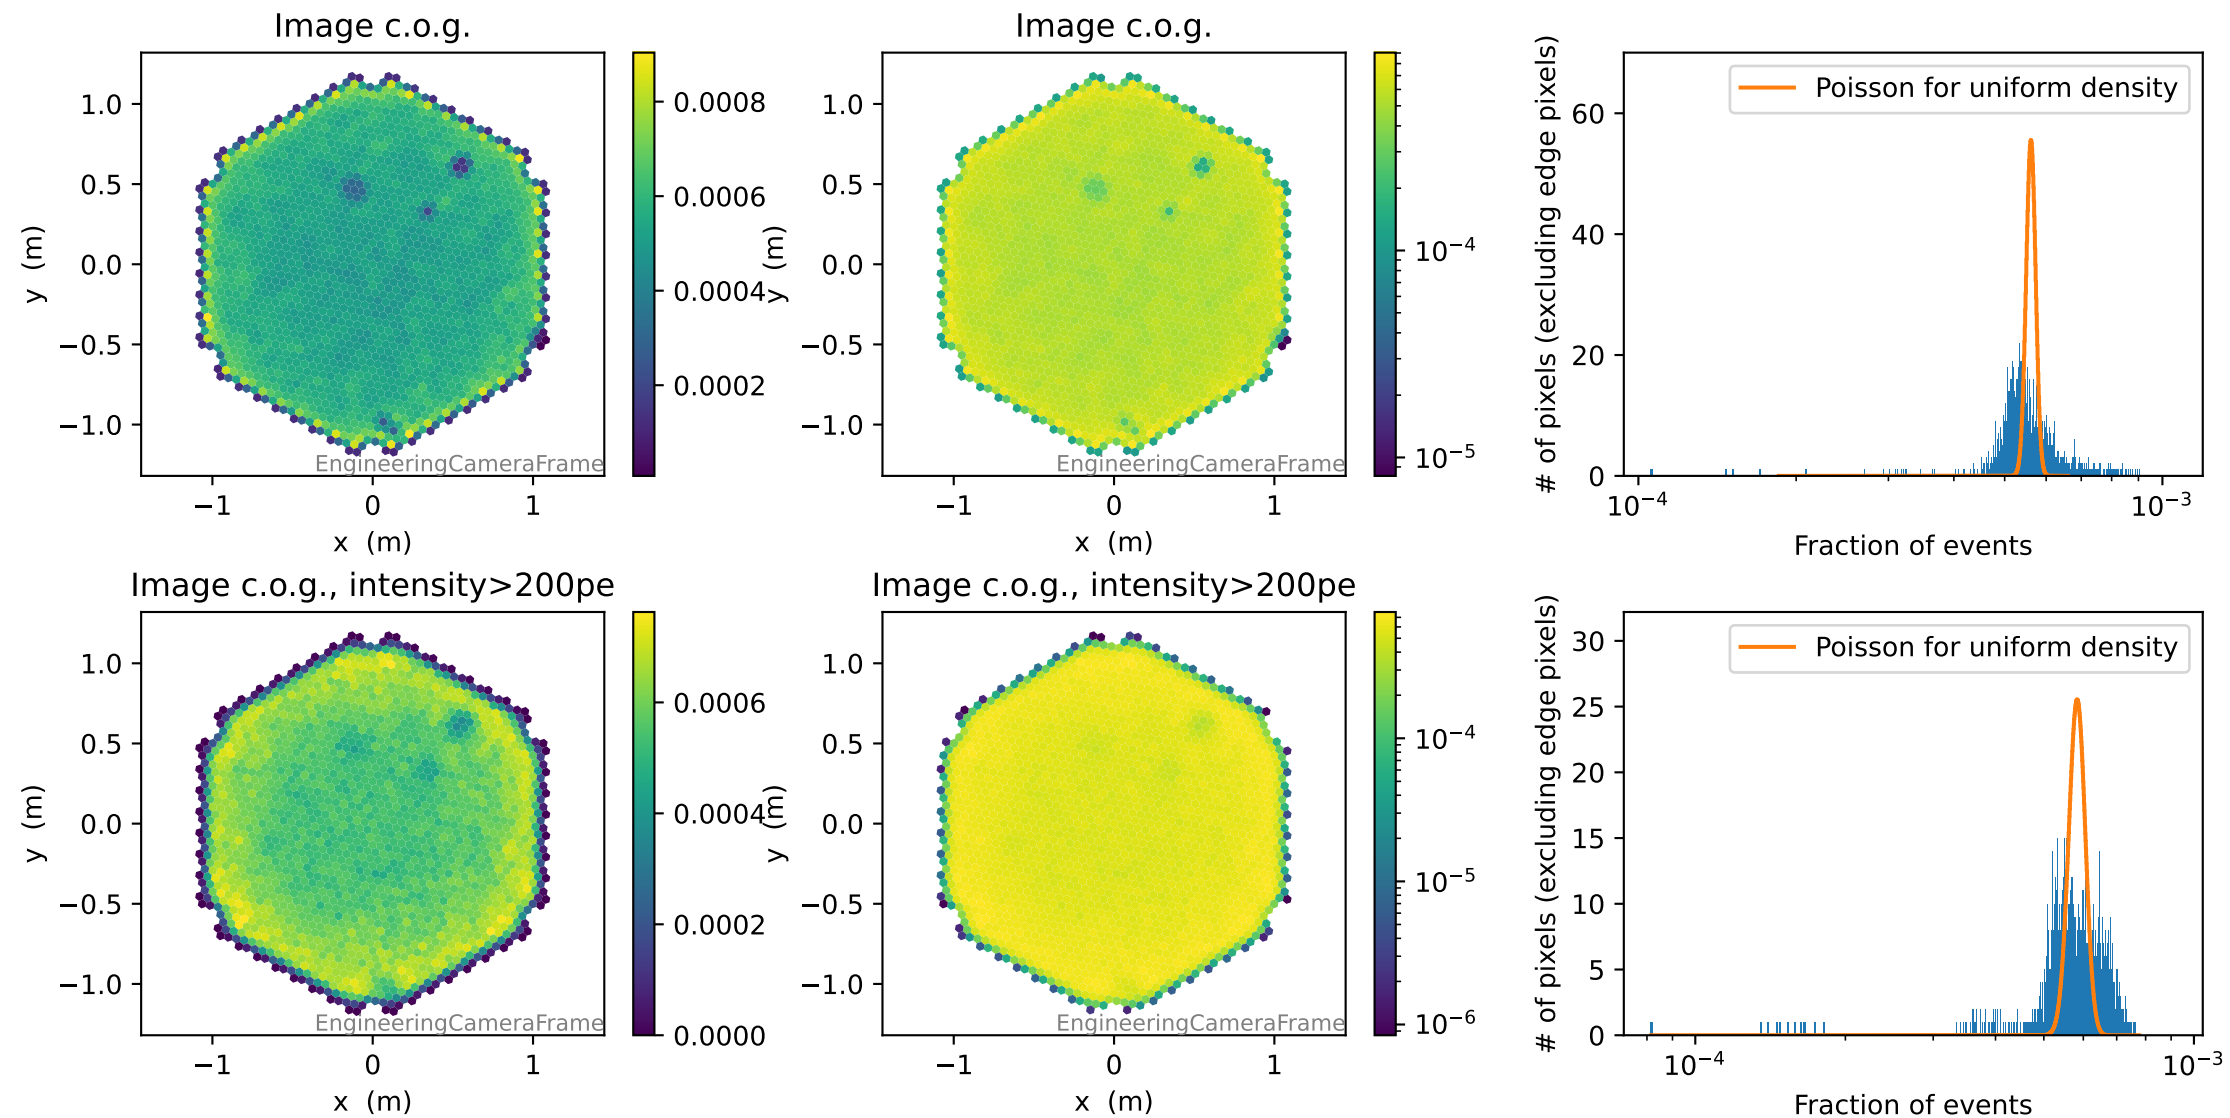 Image c.o.g.
y (m)
1.0
0.5
0.0
−0.5
−1.0
EngineeringCameraFrame
−1
0
1
x (m)
0.0008
0.0006
0.0004
0.0002
Image c.o.g.
y (m)
1.0
0.5
0.0
−0.5
−1.0
EngineeringCameraFrame
−1
0
1
x (m)
10⁻⁴
10⁻⁵
# of pixels (excluding edge pixels)
60
40
20
0
Poisson for uniform density
10⁻⁴
10⁻³
Fraction of events
Image c.o.g., intensity>200pe
y (m)
1.0
0.5
0.0
−0.5
−1.0
EngineeringCameraFrame
−1
0
1
x (m)
0.0006
0.0004
0.0002
0.0000
Image c.o.g., intensity>200pe
y (m)
1.0
0.5
0.0
−0.5
−1.0
EngineeringCameraFrame
−1
0
1
x (m)
10⁻⁴
10⁻⁵
10⁻⁶
# of pixels (excluding edge pixels)
30
25
20
15
10
5
0
Poisson for uniform density
10⁻⁴
10⁻³
Fraction of events